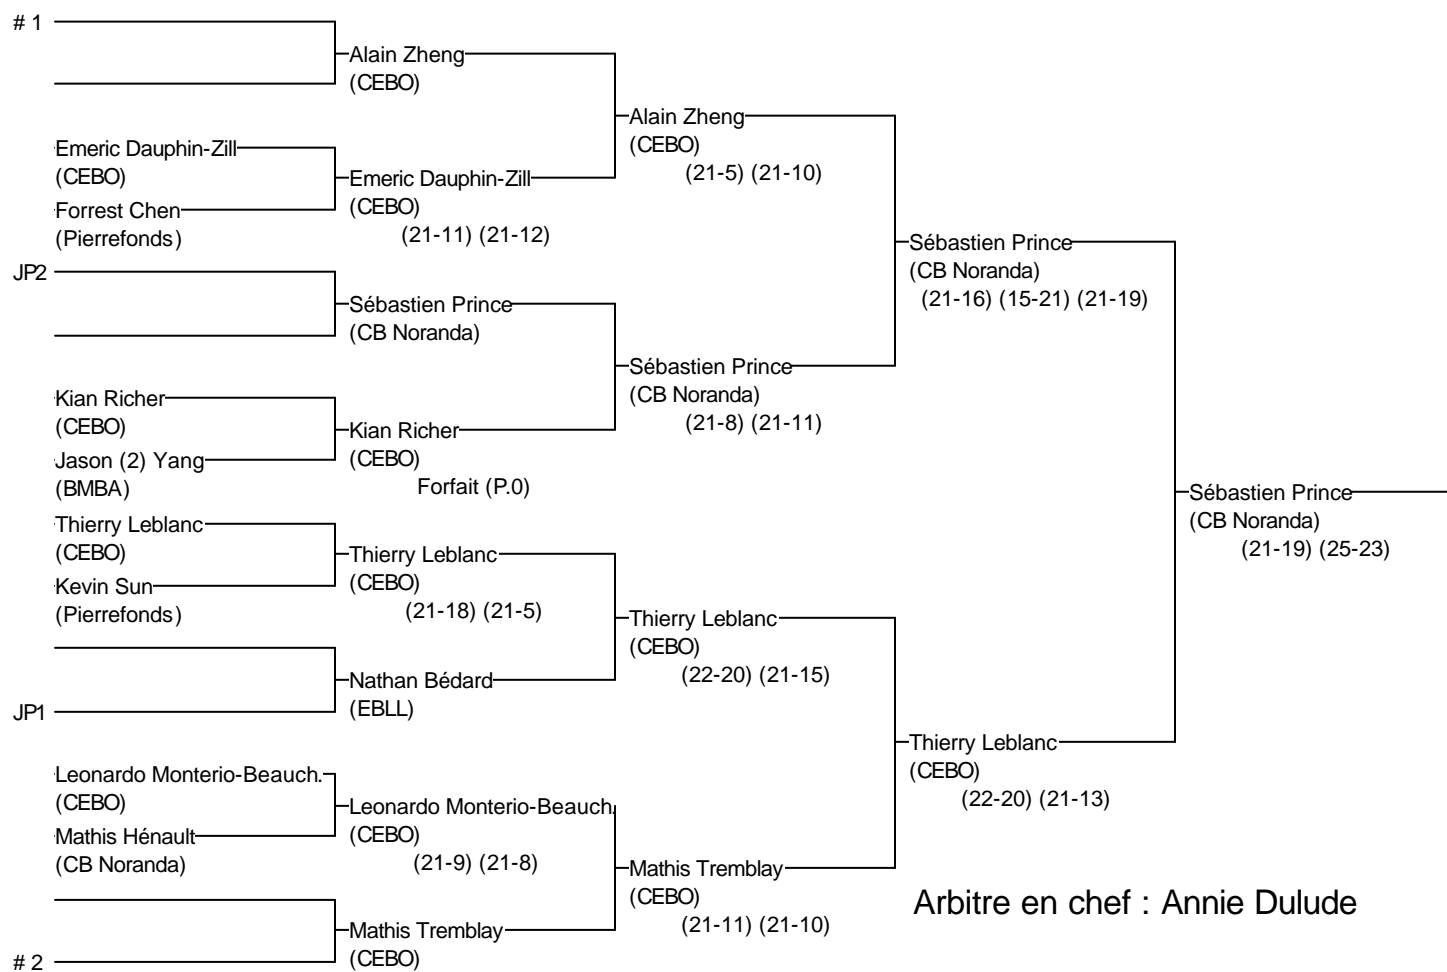 # 1
Alain Zheng
(CEBO)
Alain Zheng
(CEBO)
(21-5) (21-10)
Emeric Dauphin-Zill
(CEBO)
Emeric Dauphin-Zill
(CEBO)
(21-11) (21-12)
Forrest Chen
(Pierrefonds)
Sébastien Prince
(CB Noranda)
(21-16) (15-21) (21-19)
JP2
Sébastien Prince
(CB Noranda)
Sébastien Prince
(CB Noranda)
(21-8) (21-11)
Kian Richer
(CEBO)
Kian Richer
(CEBO)
Forfait (P.0)
Jason (2) Yang
(BMBA)
Sébastien Prince
(CB Noranda)
(21-19) (25-23)
Thierry Leblanc
(CEBO)
Thierry Leblanc
(CEBO)
(21-18) (21-5)
Kevin Sun
(Pierrefonds)
Thierry Leblanc
(CEBO)
(22-20) (21-15)
Nathan Bédard
(EBLL)
JP1
Thierry Leblanc
(CEBO)
(22-20) (21-13)
Leonardo Monterio-Beauch.
(CEBO)
Leonardo Monterio-Beauch.
(CEBO)
(21-9) (21-8)
Mathis Hénault
(CB Noranda)
Mathis Tremblay
(CEBO)
(21-11) (21-10)
Mathis Tremblay
(CEBO)
# 2
Arbitre en chef : Annie Dulude